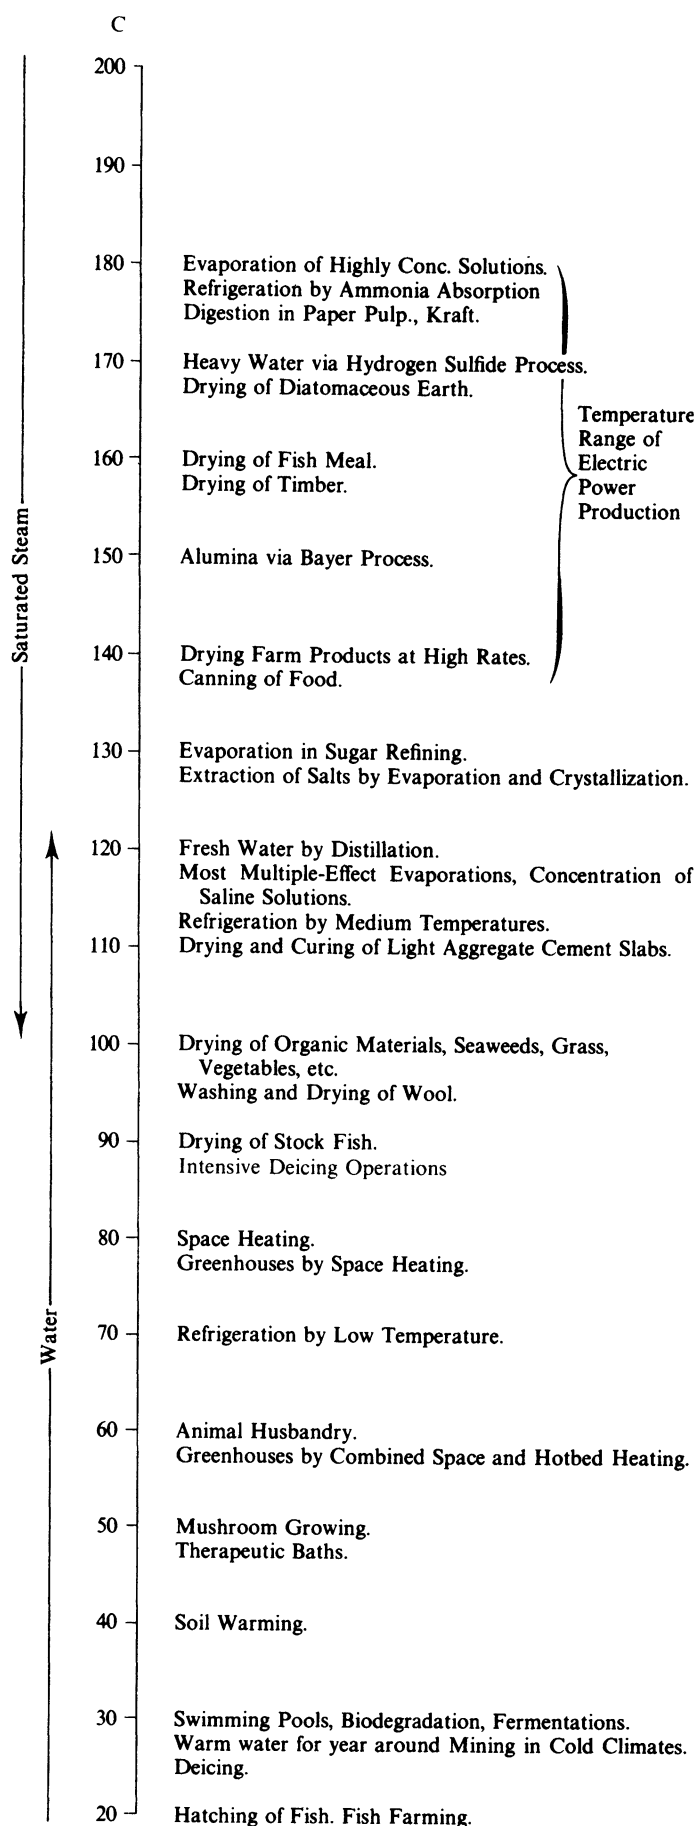 C
200
190
180
Evaporation of Highly Conc. Solutions.
Refrigeration by Ammonia Absorption
Digestion in Paper Pulp., Kraft.
170
Heavy Water via Hydrogen Sulfide Process.
Drying of Diatomaceous Earth.
Temperature
Range of
Electric
Power
Production
160
Drying of Fish Meal.
Drying of Timber.
150
Alumina via Bayer Process.
Saturated Steam
140
Drying Farm Products at High Rates.
Canning of Food.
130
Evaporation in Sugar Refining.
Extraction of Salts by Evaporation and Crystallization.
120
Fresh Water by Distillation.
Most Multiple-Effect Evaporations, Concentration of
Saline Solutions.
Refrigeration by Medium Temperatures.
110
Drying and Curing of Light Aggregate Cement Slabs.
100
Drying of Organic Materials, Seaweeds, Grass,
Vegetables, etc.
Washing and Drying of Wool.
90
Drying of Stock Fish.
Intensive Deicing Operations
80
Space Heating.
Greenhouses by Space Heating.
Water
70
Refrigeration by Low Temperature.
60
Animal Husbandry.
Greenhouses by Combined Space and Hotbed Heating.
50
Mushroom Growing.
Therapeutic Baths.
40
Soil Warming.
30
Swimming Pools, Biodegradation, Fermentations.
Warm water for year around Mining in Cold Climates.
Deicing.
20
Hatching of Fish. Fish Farming.